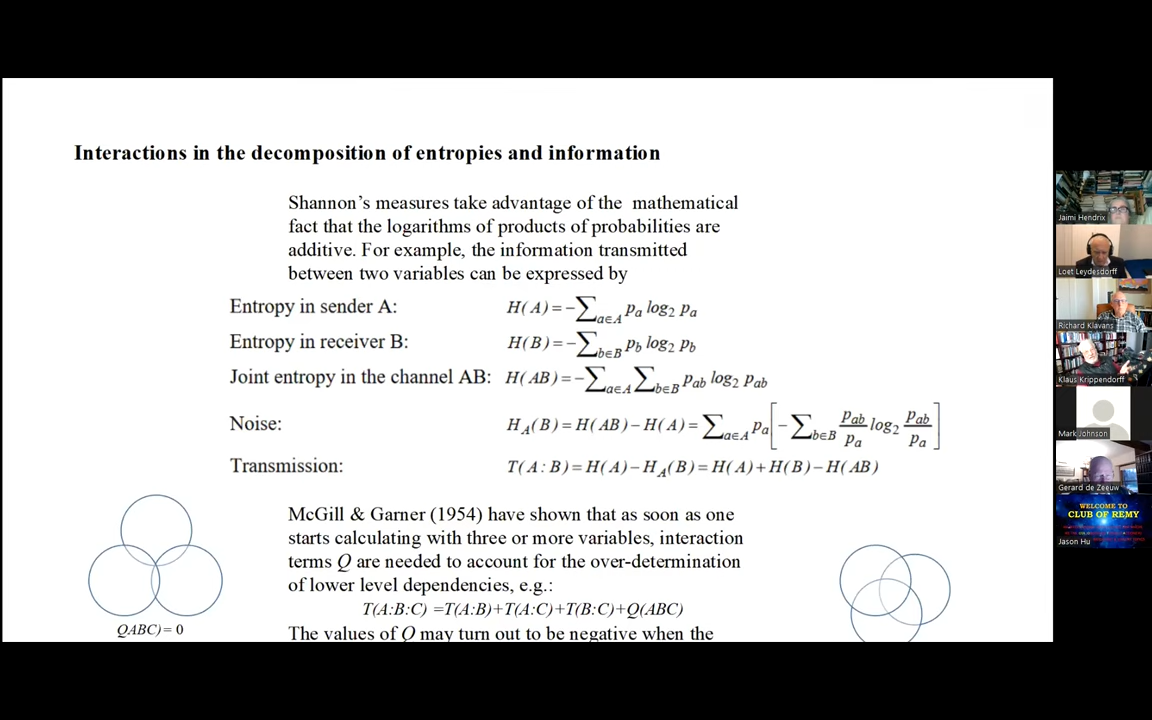 Interactions in the decomposition of entropies and information
Shannon’s measures take advantage of the mathematical
fact that the logarithms of products of probabilities are
additive. For example, the information transmitted
between two variables can be expressed by
Entropy in sender A: H(A)=−∑a∈A pa log2 pa
Entropy in receiver B: H(B)=−∑b∈B pb log2 pb
Joint entropy in the channel AB: H(AB)=−∑a∈A ∑b∈B pab log2 pab
Noise: HA(B)=H(AB)−H(A)=∑a∈A pa[−∑b∈B pab/pa log2 pab/pa]
Transmission: T(A:B)=H(A)−HA(B)=H(A)+H(B)−H(AB)
McGill & Garner (1954) have shown that as soon as one
starts calculating with three or more variables, interaction
terms Q are needed to account for the over-determination
of lower level dependencies, e.g.:
T(A:B:C) =T(A:B)+T(A:C)+T(B:C)+Q(ABC)
The values of Q may turn out to be negative when the
QABC)= 0
Jaimi Hendrix
Loet Leydesdorff
Richard Klavans
Klaus Krippendorff
Mark Johnson
Gerard de Zeeuw
WELCOME TO
CLUB OF REMY
Jason Hu